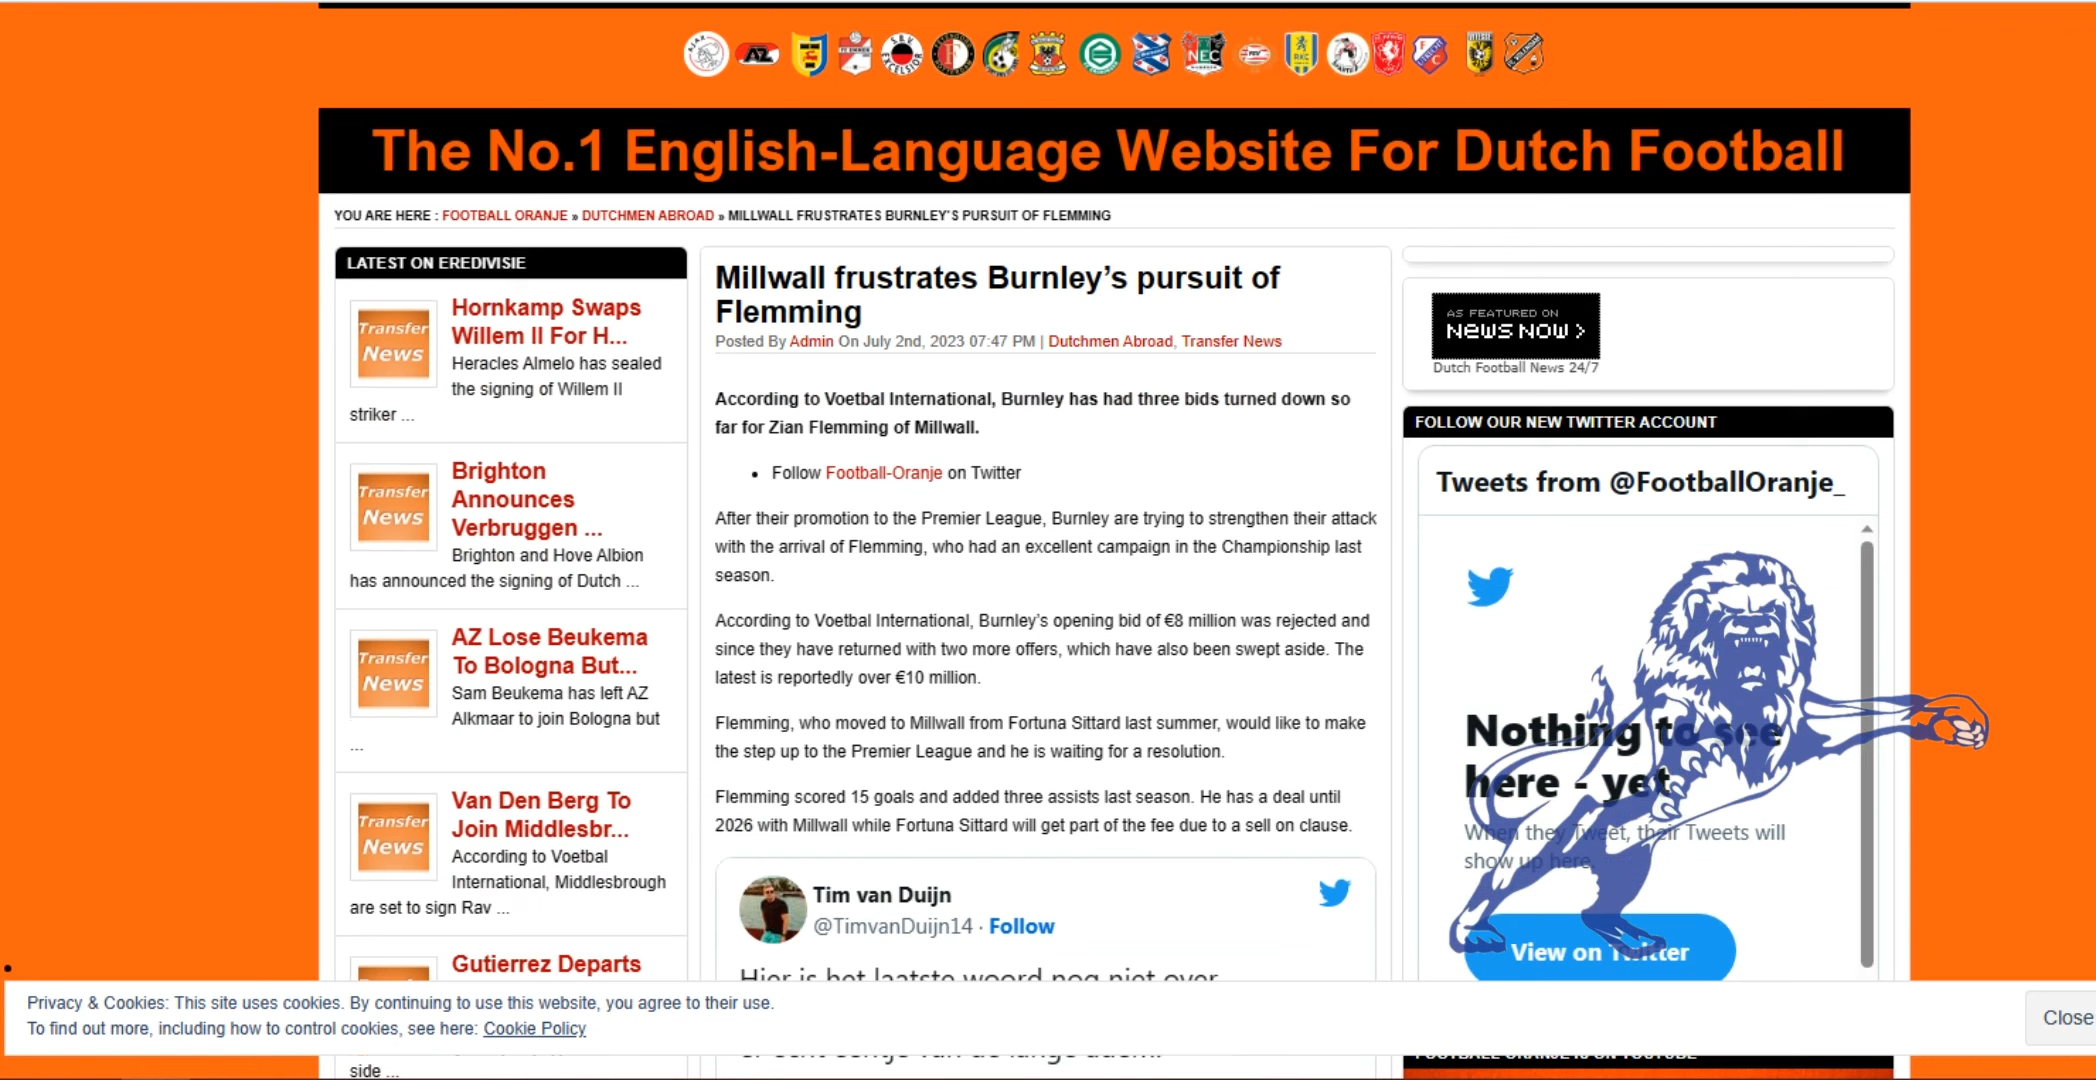 The No.1 English-Language Website For Dutch Football
YOU ARE HERE : FOOTBALL ORANJE » DUTCHMEN ABROAD » MILLWALL FRUSTRATES BURNLEY'S PURSUIT OF FLEMMING
LATEST ON EREDIVISIE
Transfer
News
Hornkamp Swaps
Willem II For H...
Heracles Almelo has sealed
the signing of Willem II
striker ...
Transfer
News
Brighton
Announces
Verbruggen ...
Brighton and Hove Albion
has announced the signing of Dutch ...
Transfer
News
AZ Lose Beukema
To Bologna But...
Sam Beukema has left AZ
Alkmaar to join Bologna but
...
Transfer
News
Van Den Berg To
Join Middlesbr...
According to Voetbal
International, Middlesbrough
are set to sign Rav ...
Gutierrez Departs
side ...
Millwall frustrates Burnley’s pursuit of
Flemming
Posted By Admin On July 2nd, 2023 07:47 PM | Dutchmen Abroad, Transfer News
According to Voetbal International, Burnley has had three bids turned down so
far for Zian Flemming of Millwall.
• Follow Football-Oranje on Twitter
After their promotion to the Premier League, Burnley are trying to strengthen their attack
with the arrival of Flemming, who had an excellent campaign in the Championship last
season.
According to Voetbal International, Burnley’s opening bid of €8 million was rejected and
since they have returned with two more offers, which have also been swept aside. The
latest is reportedly over €10 million.
Flemming, who moved to Millwall from Fortuna Sittard last summer, would like to make
the step up to the Premier League and he is waiting for a resolution.
Flemming scored 15 goals and added three assists last season. He has a deal until
2026 with Millwall while Fortuna Sittard will get part of the fee due to a sell on clause.
Tim van Duijn
@TimvanDuijn14 · Follow
Hier is het laatste woord nog niet over
AS FEATURED ON
NEWS NOW >
Dutch Football News 24/7
FOLLOW OUR NEW TWITTER ACCOUNT
Tweets from @FootballOranje_
Nothing to see
here - yet
When they Tweet, their Tweets will
show up here.
View on Twitter
FOOTBALL ORANJE IS ON YOUTUBE
Privacy & Cookies: This site uses cookies. By continuing to use this website, you agree to their use.
To find out more, including how to control cookies, see here: Cookie Policy
Close